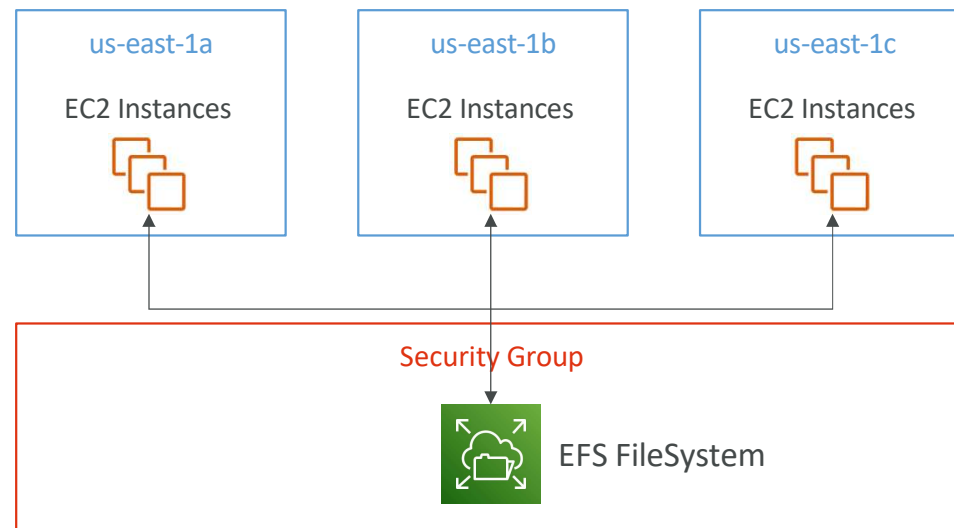 us-east-1a
us-east-1b
us-east-1c
EC2 Instances
EC2 Instances
EC2 Instances
Security Group
EFS FileSystem